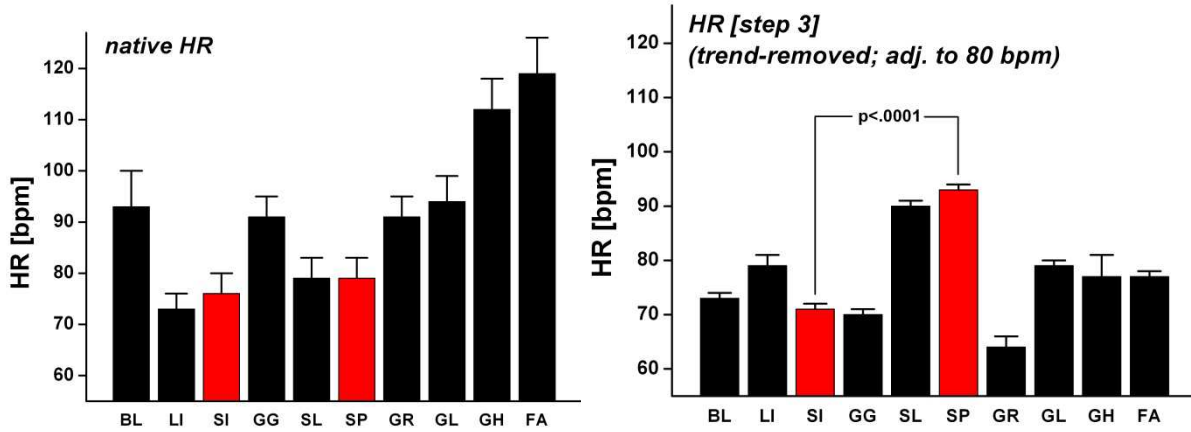 native HR
HR [bpm]
120
110
100
90
80
70
60
BL LI SI GG SL SP GR GL GH FA
HR [step 3]
(trend-removed; adj. to 80 bpm)
HR [bpm]
120
110
100
90
80
70
60
p<.0001
BL LI SI GG SL SP GR GL GH FA